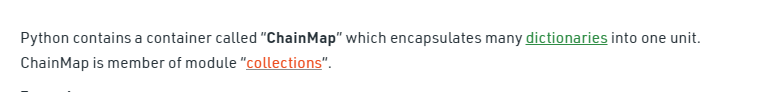 Python contains a container called “ChainMap” which encapsulates many dictionaries into one unit.
ChainMap is member of module “collections”.